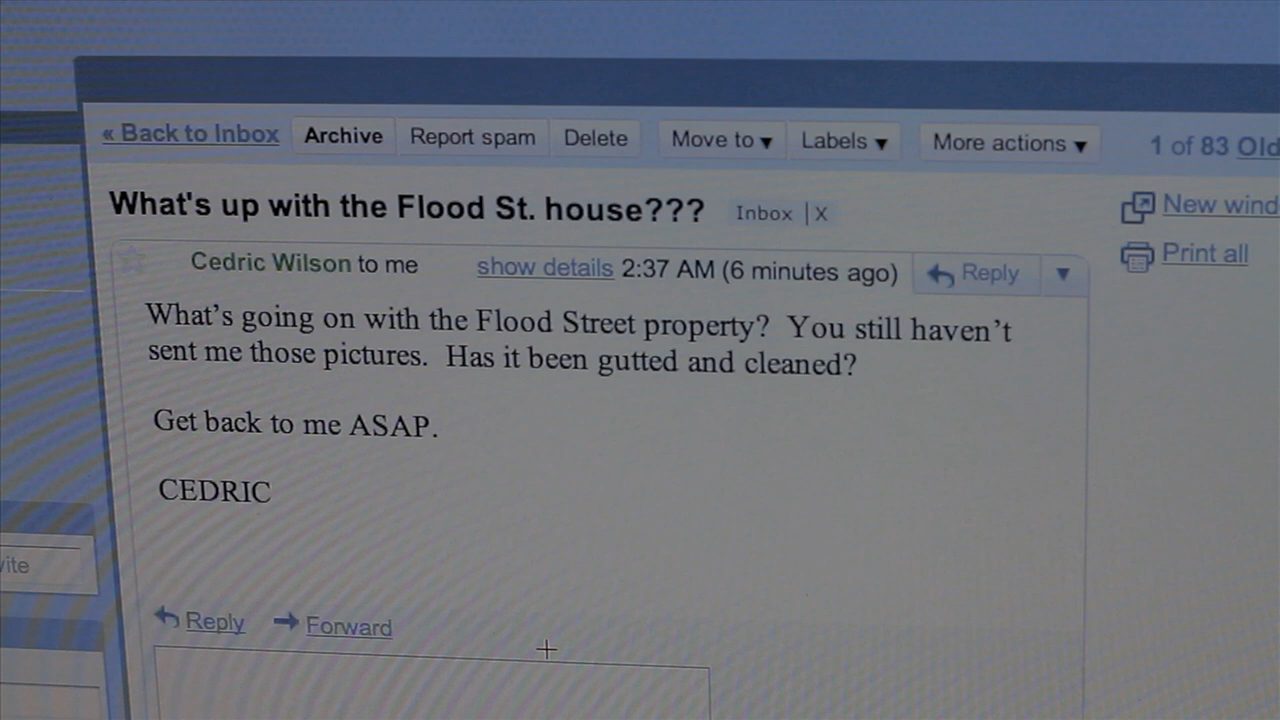 « Back to Inbox Archive Report spam Delete Move to ▼ Labels ▼ More actions ▼ 1 of 83
What's up with the Flood St. house??? Inbox | X
New
Print all
Cedric Wilson to me show details 2:37 AM (6 minutes ago) Reply ▼
What's going on with the Flood Street property? You still haven't
sent me those pictures. Has it been gutted and cleaned?
Get back to me ASAP.
CEDRIC
Reply Forward